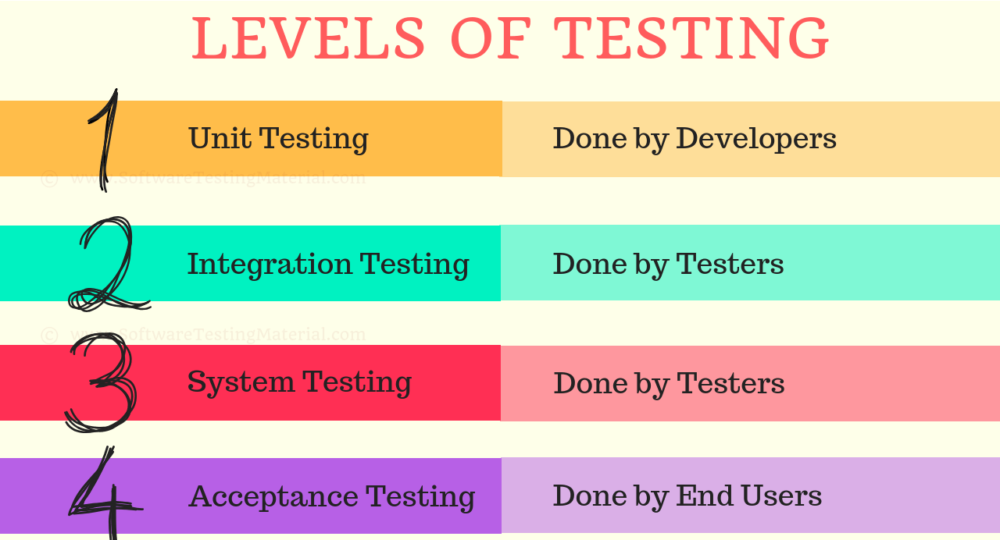 LEVELS OF TESTING
1 Unit Testing Done by Developers
© www.SoftwareTestingMaterial.com
2 Integration Testing Done by Testers
© www.SoftwareTestingMaterial.com
3 System Testing Done by Testers
4 Acceptance Testing Done by End Users